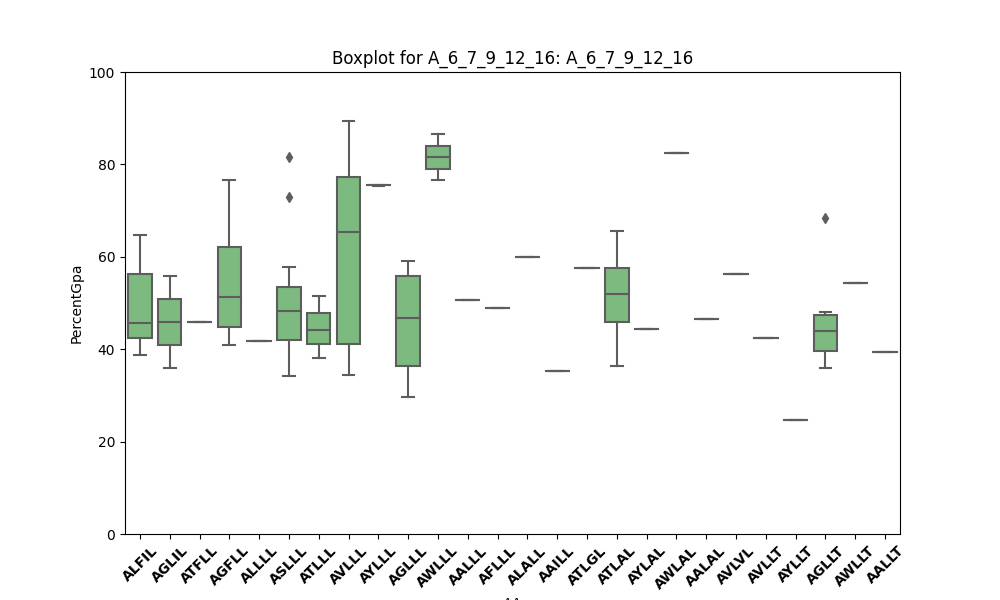 Boxplot for A_6_7_9_12_16: A_6_7_9_12_16
PercentGpa
100
80
60
40
20
0
ALFIL
AGLIL
ATFLL
AGFLL
ALLLL
ASLLL
ATLLL
AVLLL
AYLLL
AGLLL
AWLLL
AALLL
AFLLL
ALALL
AAILL
ATLGL
ATLAL
AYLAL
AWLAL
AALAL
AVLVL
AVLLT
AYLLT
AGLLT
AWLLT
AALLT